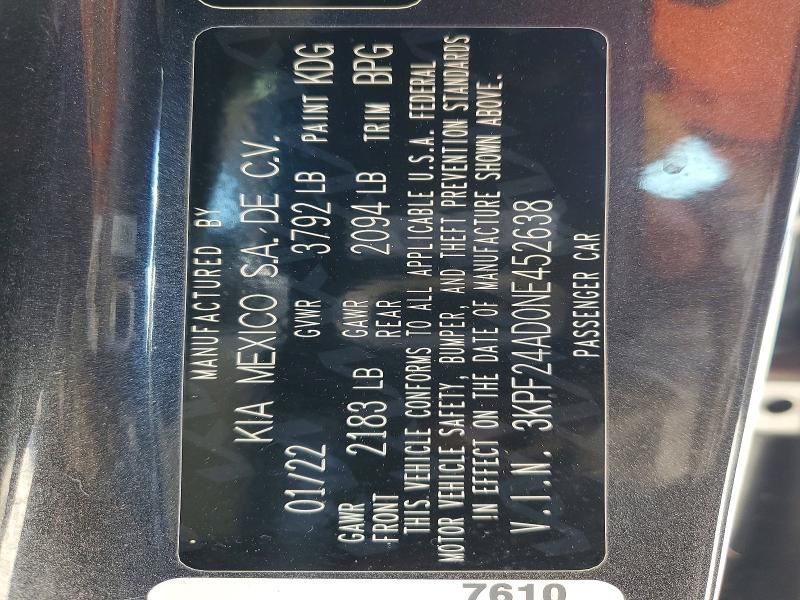 MANUFACTURED BY
KIA MEXICO S.A. DE C.V.
01/22 GVWR 3792 LB PAINT KDG
GAWR FRONT 2183 LB GAWR REAR 2094 LB TRIM BPG
THIS VEHICLE CONFORMS TO ALL APPLICABLE U.S.A. FEDERAL
MOTOR VEHICLE SAFETY, BUMPER, AND THEFT PREVENTION STANDARDS
IN EFFECT ON THE DATE OF MANUFACTURE SHOWN ABOVE.
V.I.N. 3KPF24AD0NE452638
PASSENGER CAR
7610